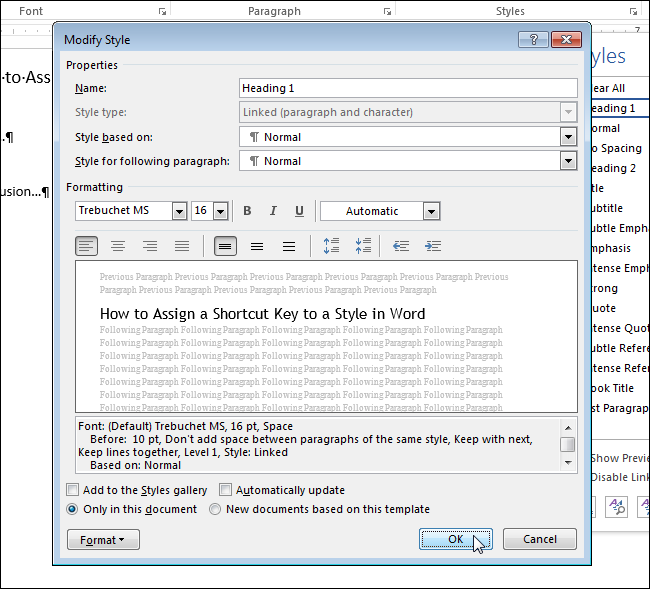 Font
Paragraph
Styles
7
Modify Style
?
Properties
Name:
Heading 1
Style type:
Linked (paragraph and character)
Style based on:
¶ Normal
Style for following paragraph:
¶ Normal
Formatting
Trebuchet MS
16
B I U
Automatic
Previous Paragraph Previous Paragraph Previous Paragraph Previous Paragraph Previous Paragraph Previous
Paragraph Previous Paragraph Previous Paragraph Previous Paragraph Previous Paragraph
How to Assign a Shortcut Key to a Style in Word
Following Paragraph Following Paragraph Following Paragraph Following Paragraph Following Paragraph
Following Paragraph Following Paragraph Following Paragraph Following Paragraph Following Paragraph
Following Paragraph Following Paragraph Following Paragraph Following Paragraph Following Paragraph
Following Paragraph Following Paragraph Following Paragraph Following Paragraph Following Paragraph
Following Paragraph Following Paragraph Following Paragraph Following Paragraph Following Paragraph
Following Paragraph Following Paragraph Following Paragraph Following Paragraph Following Paragraph
Following Paragraph Following Paragraph Following Paragraph Following Paragraph Following Paragraph
Font: (Default) Trebuchet MS, 16 pt, Space
Before: 10 pt, Don't add space between paragraphs of the same style, Keep with next,
Keep lines together, Level 1, Style: Linked
Based on: Normal
Add to the Styles gallery
Automatically update
Only in this document
New documents based on this template
Format
OK
Cancel
·to·Ass
..¶
usion...¶
yles
lear All
eading 1
ormal
o Spacing
eading 2
itle
ubtitle
ubtle Emph
mphasis
tense Emph
trong
uote
tense Quot
ubtle Refere
tense Refer
ook Title
st Paragrap
Show Previe
Disable Link